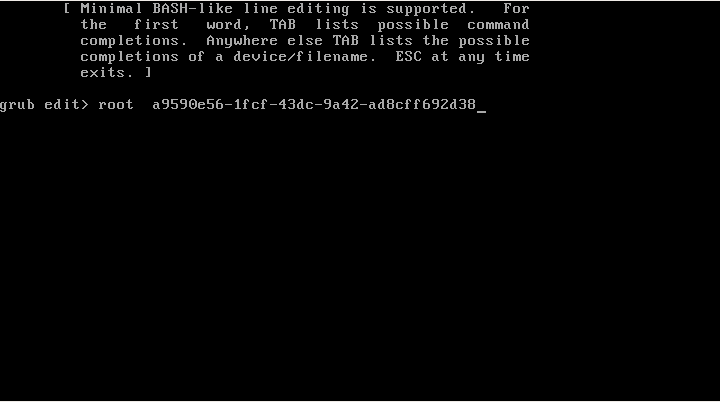 [ Minimal BASH-like line editing is supported.   For
the   first   word,  TAB  lists  possible  command
completions.  Anywhere else TAB lists the possible
completions of a device/filename.  ESC at any time
exits. ]
grub edit> root  a9590e56-1fcf-43dc-9a42-ad8cff692d38_